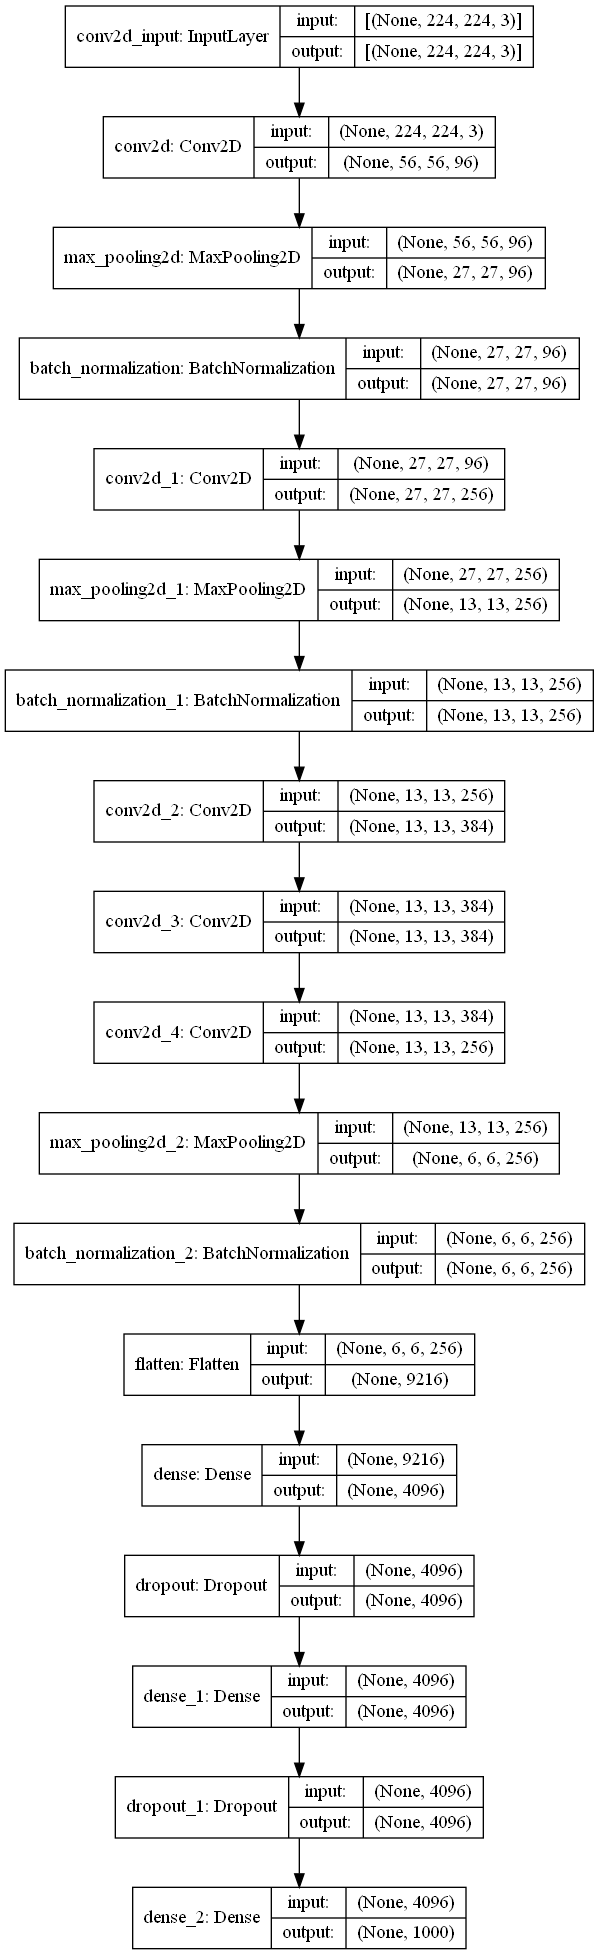 conv2d_input: InputLayer
input: [(None, 224, 224, 3)]
output: [(None, 224, 224, 3)]
conv2d: Conv2D
input: (None, 224, 224, 3)
output: (None, 56, 56, 96)
max_pooling2d: MaxPooling2D
input: (None, 56, 56, 96)
output: (None, 27, 27, 96)
batch_normalization: BatchNormalization
input: (None, 27, 27, 96)
output: (None, 27, 27, 96)
conv2d_1: Conv2D
input: (None, 27, 27, 96)
output: (None, 27, 27, 256)
max_pooling2d_1: MaxPooling2D
input: (None, 27, 27, 256)
output: (None, 13, 13, 256)
batch_normalization_1: BatchNormalization
input: (None, 13, 13, 256)
output: (None, 13, 13, 256)
conv2d_2: Conv2D
input: (None, 13, 13, 256)
output: (None, 13, 13, 384)
conv2d_3: Conv2D
input: (None, 13, 13, 384)
output: (None, 13, 13, 384)
conv2d_4: Conv2D
input: (None, 13, 13, 384)
output: (None, 13, 13, 256)
max_pooling2d_2: MaxPooling2D
input: (None, 13, 13, 256)
output: (None, 6, 6, 256)
batch_normalization_2: BatchNormalization
input: (None, 6, 6, 256)
output: (None, 6, 6, 256)
flatten: Flatten
input: (None, 6, 6, 256)
output: (None, 9216)
dense: Dense
input: (None, 9216)
output: (None, 4096)
dropout: Dropout
input: (None, 4096)
output: (None, 4096)
dense_1: Dense
input: (None, 4096)
output: (None, 4096)
dropout_1: Dropout
input: (None, 4096)
output: (None, 4096)
dense_2: Dense
input: (None, 4096)
output: (None, 1000)